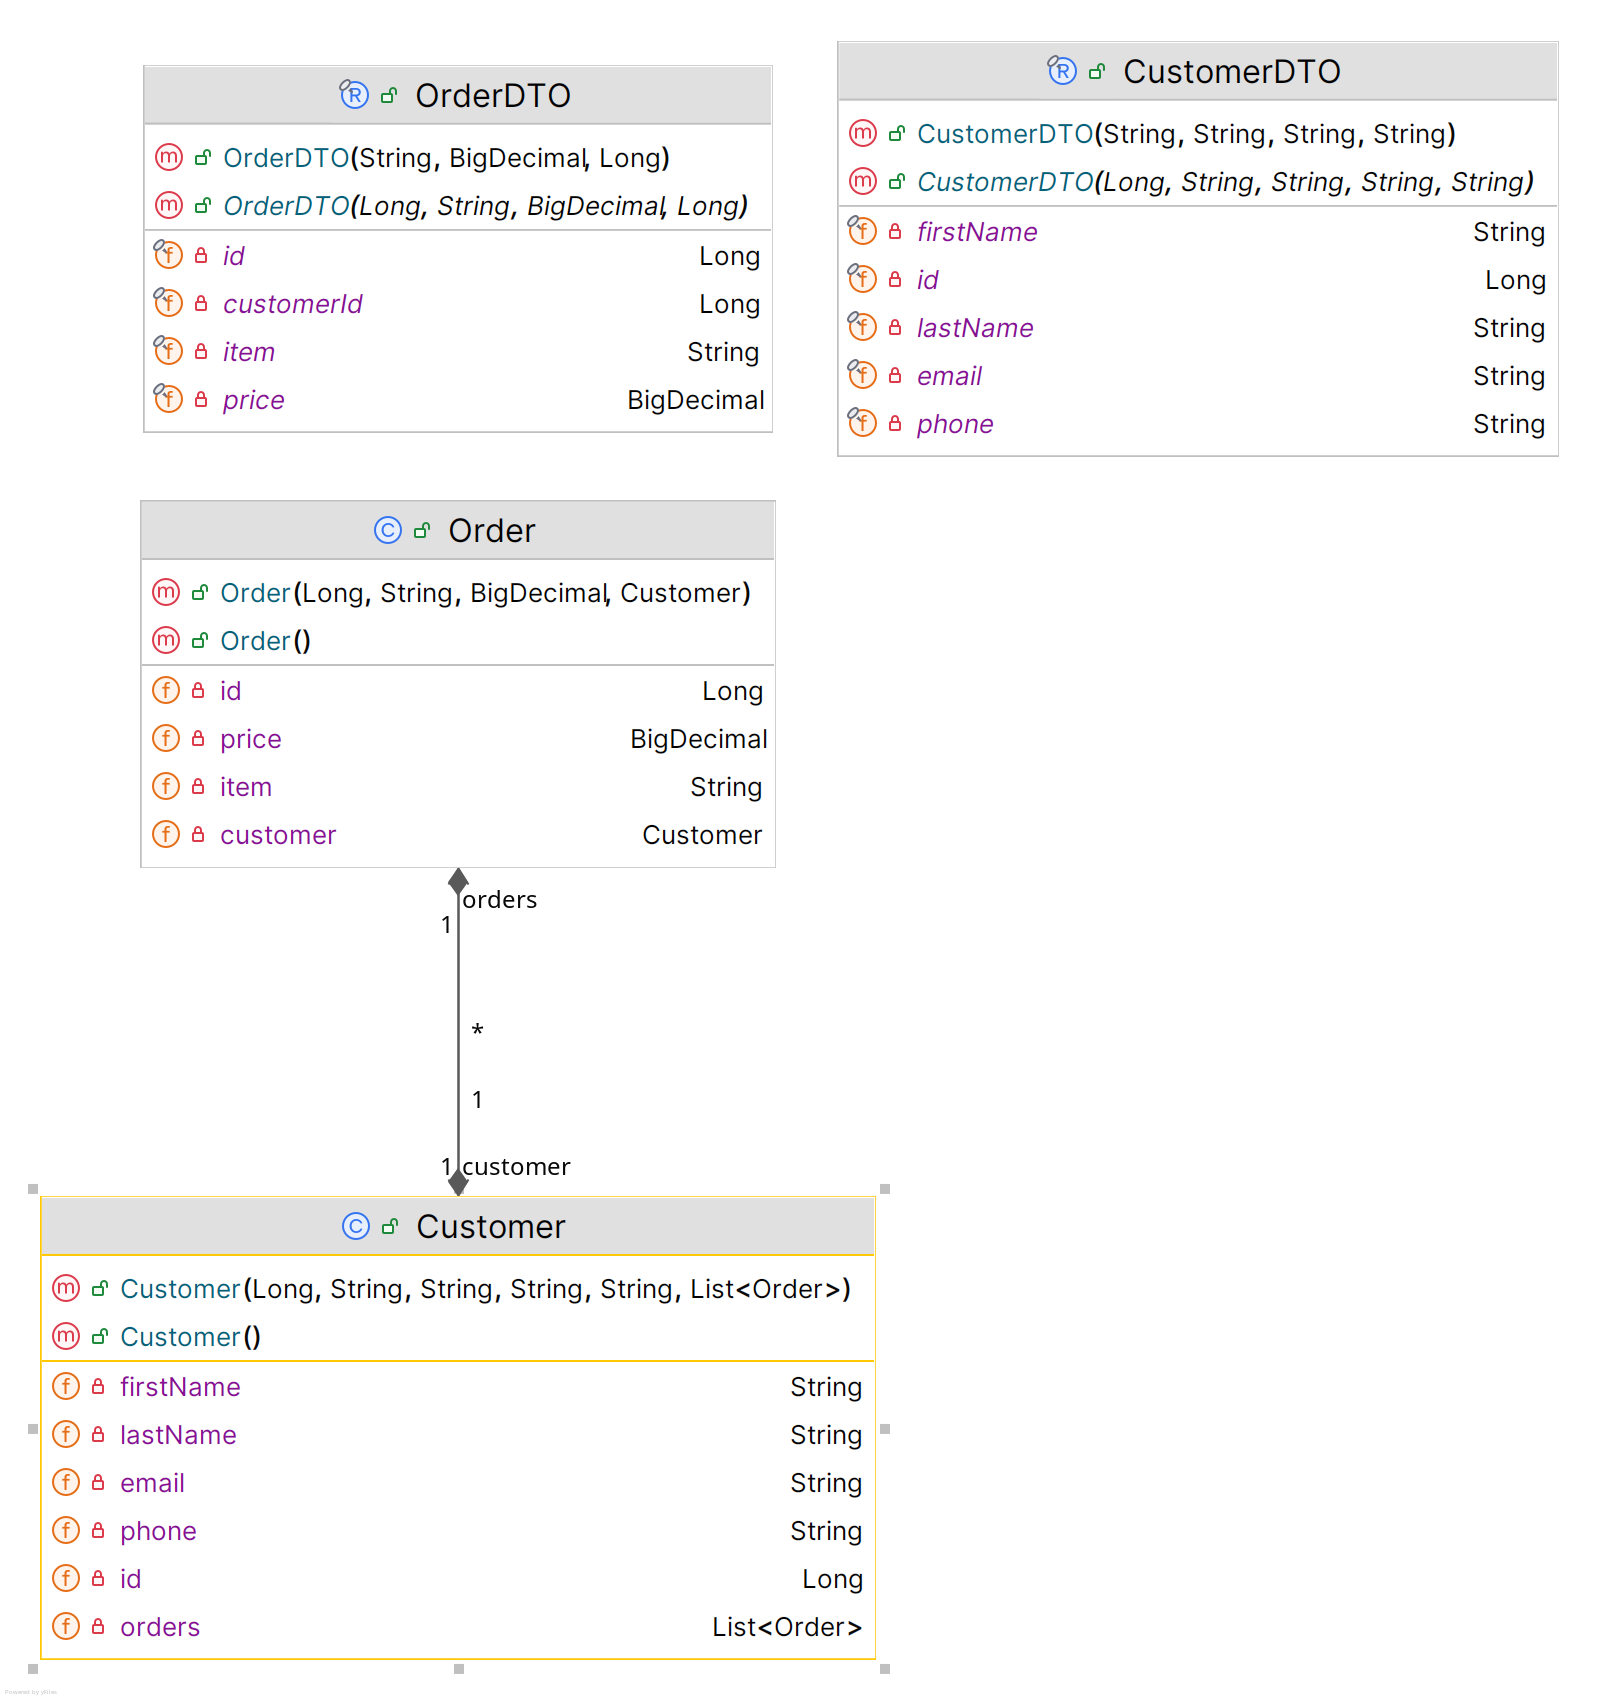 OrderDTO
OrderDTO(String, BigDecimal, Long)
OrderDTO(Long, String, BigDecimal, Long)
id Long
customerId Long
item String
price BigDecimal
CustomerDTO
CustomerDTO(String, String, String, String)
CustomerDTO(Long, String, String, String, String)
firstName String
id Long
lastName String
email String
phone String
Order
Order(Long, String, BigDecimal, Customer)
Order()
id Long
price BigDecimal
item String
customer Customer
orders
1
*
1
1 customer
Customer
Customer(Long, String, String, String, String, List<Order>)
Customer()
firstName String
lastName String
email String
phone String
id Long
orders List<Order>
Powered by yFiles